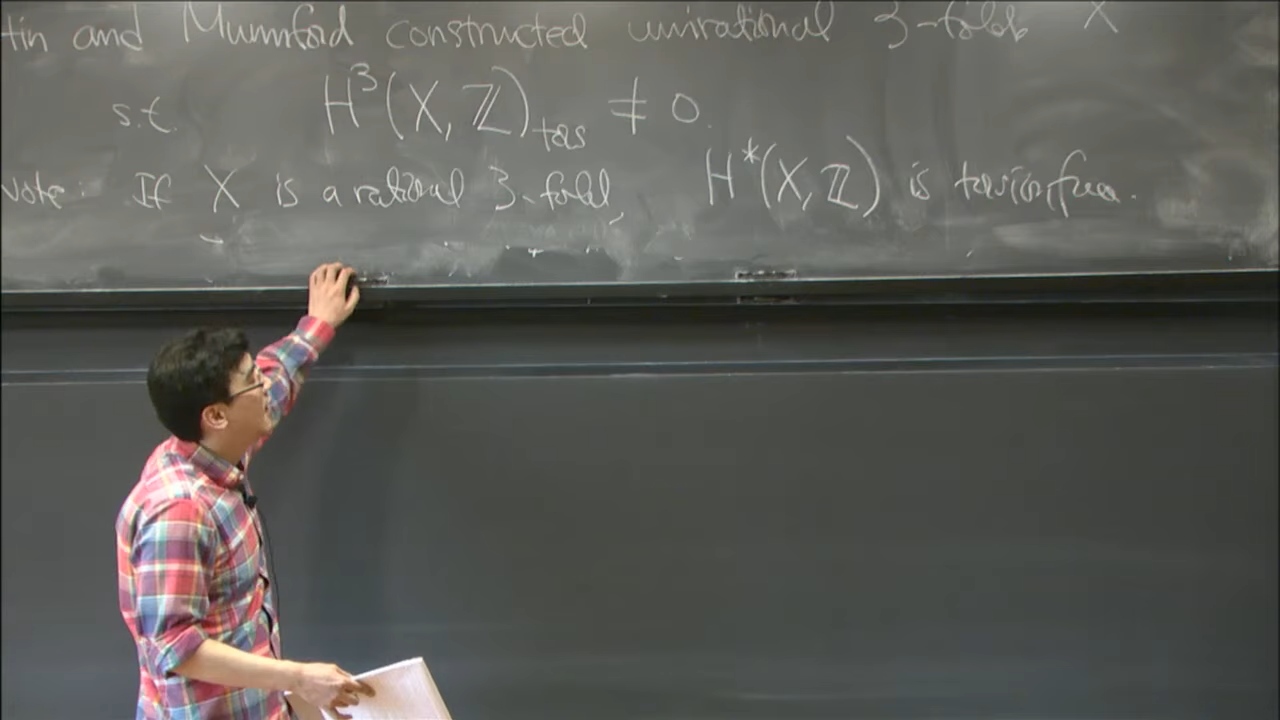 tin and Mumford constructed unirational 3-folds X
s.t. H³(X, ℤ)tors ≠ 0.
Note: If X is a rational 3-fold, H*(X, ℤ) is torsion free.